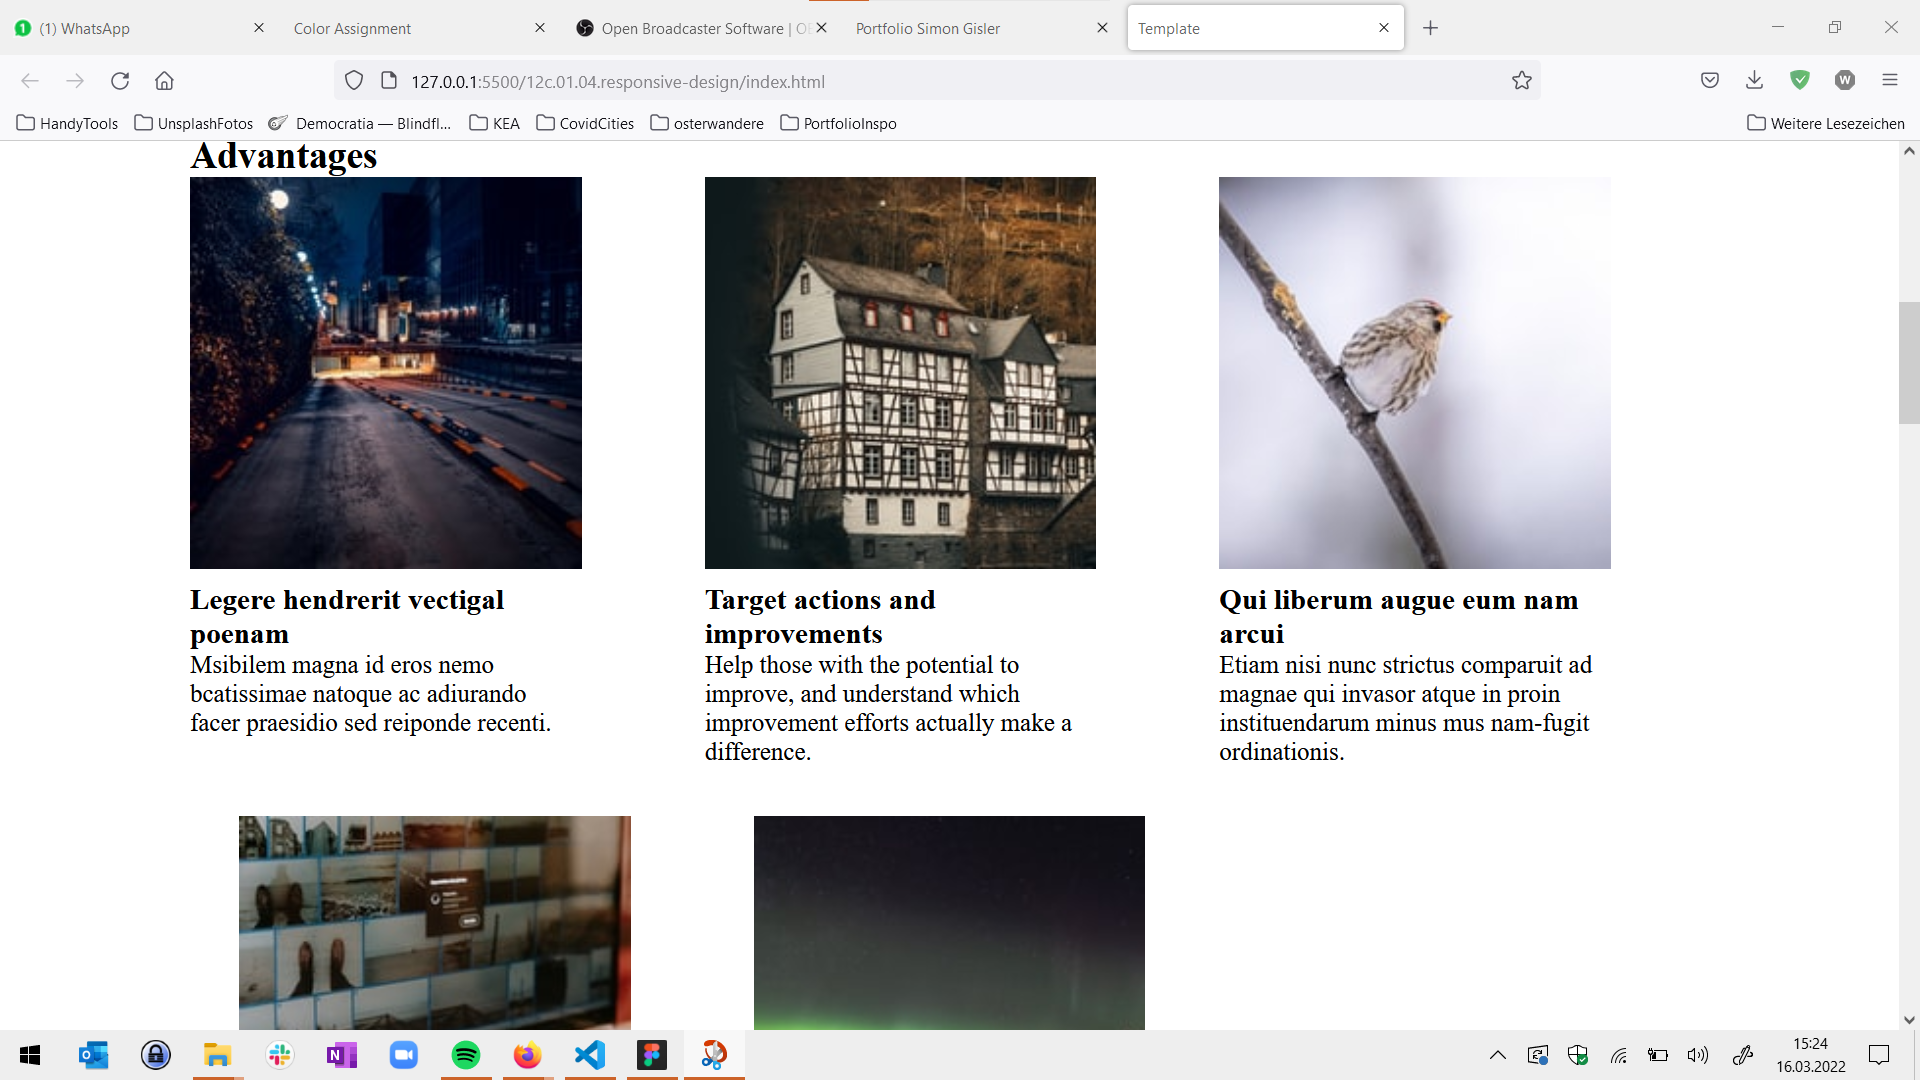 (1) WhatsApp
Color Assignment
Open Broadcaster Software | OB
Portfolio Simon Gisler
Template
127.0.0.1:5500/12c.01.04.responsive-design/index.html
HandyTools
UnsplashFotos
Democratia — Blindfl...
KEA
CovidCities
osterwandere
PortfolioInspo
Weitere Lesezeichen
Advantages
Legere hendrerit vectigal
poenam
Msibilem magna id eros nemo
bcatissimae natoque ac adiurando
facer praesidio sed reiponde recenti.
Target actions and
improvements
Help those with the potential to
improve, and understand which
improvement efforts actually make a
difference.
Qui liberum augue eum nam
arcui
Etiam nisi nunc strictus comparuit ad
magnae qui invasor atque in proin
instituendarum minus mus nam-fugit
ordinationis.
15:24
16.03.2022